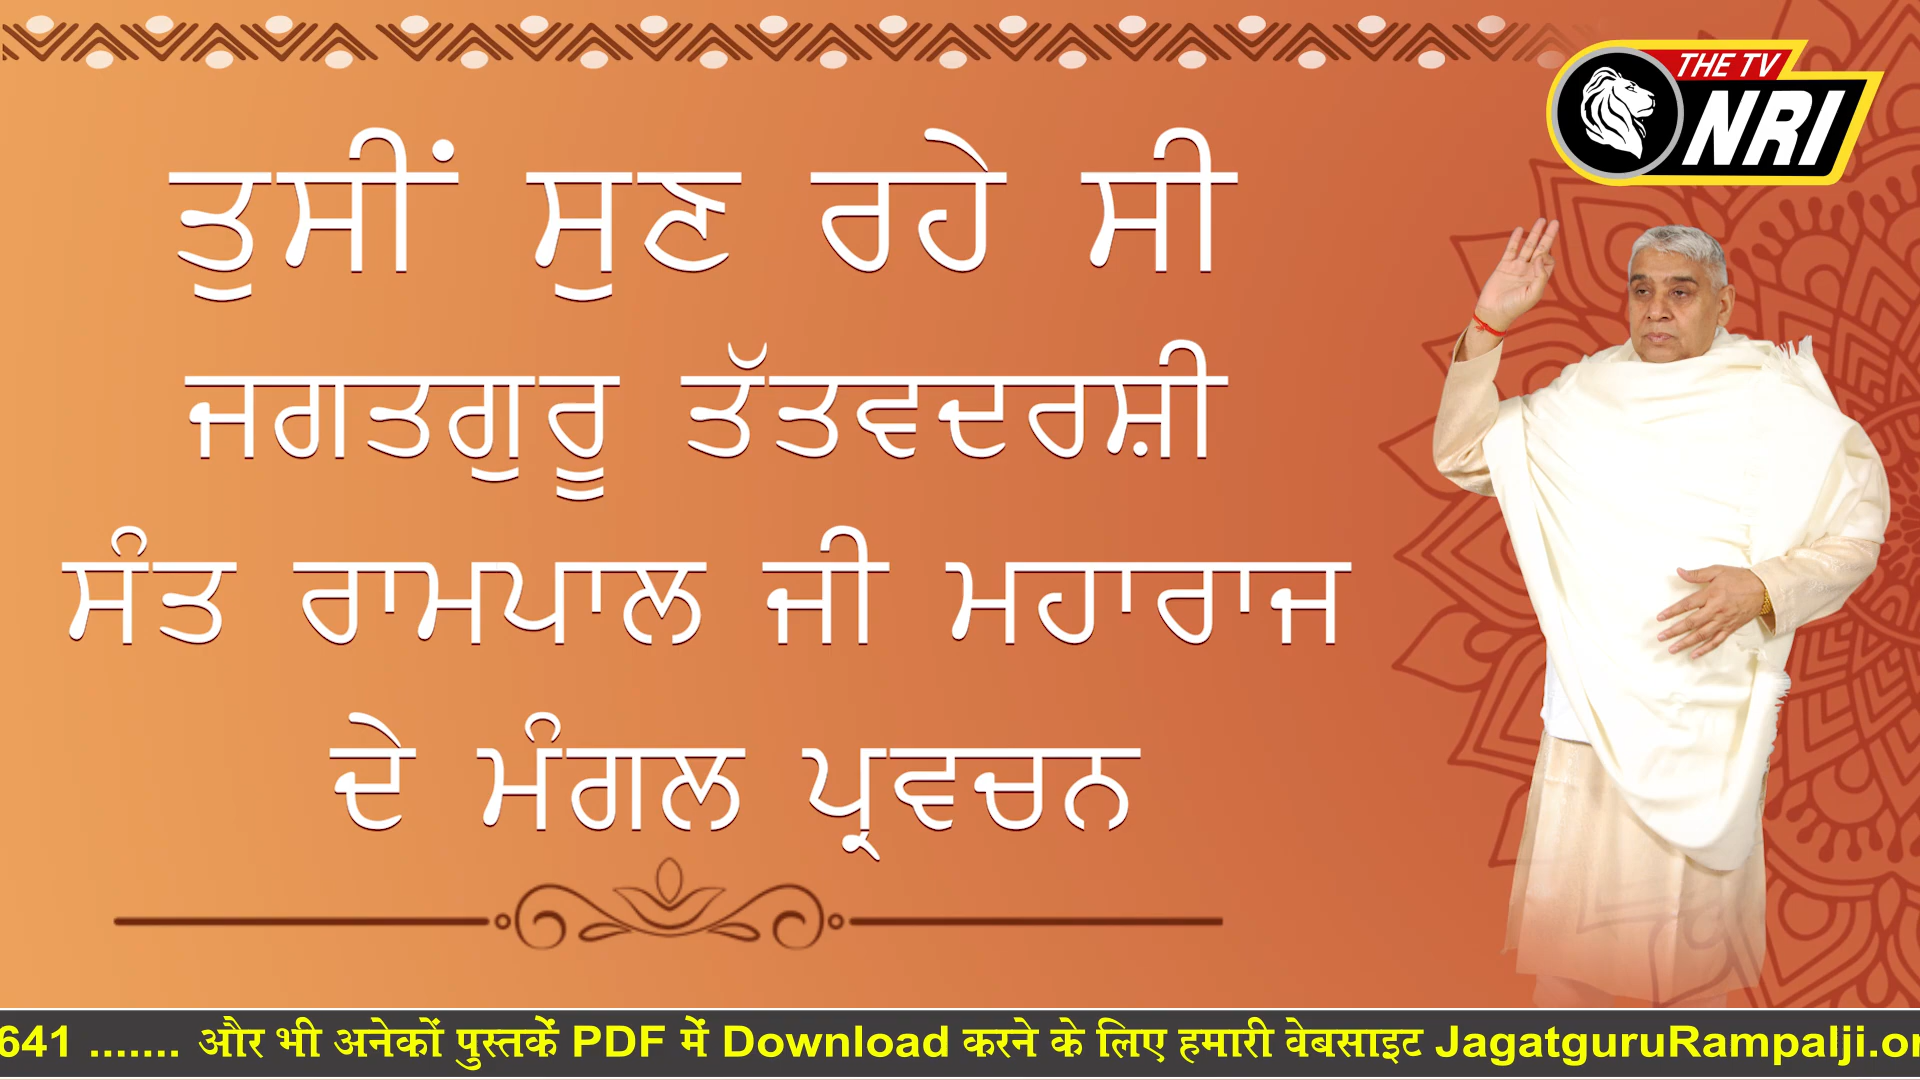 THE TV
NRI
ਤੁਸੀਂ ਸੁਣ ਰਹੇ ਸੀ
ਜਗਤਗੁਰੂ ਤੱਤਵਦਰਸ਼ੀ
ਸੰਤ ਰਾਮਪਾਲ ਜੀ ਮਹਾਰਾਜ
ਦੇ ਮੰਗਲ ਪ੍ਰਵਚਨ
641 ....... और भी अनेकों पुस्तकें PDF में Download करने के लिए हमारी वेबसाइट JagatguruRampalji.or